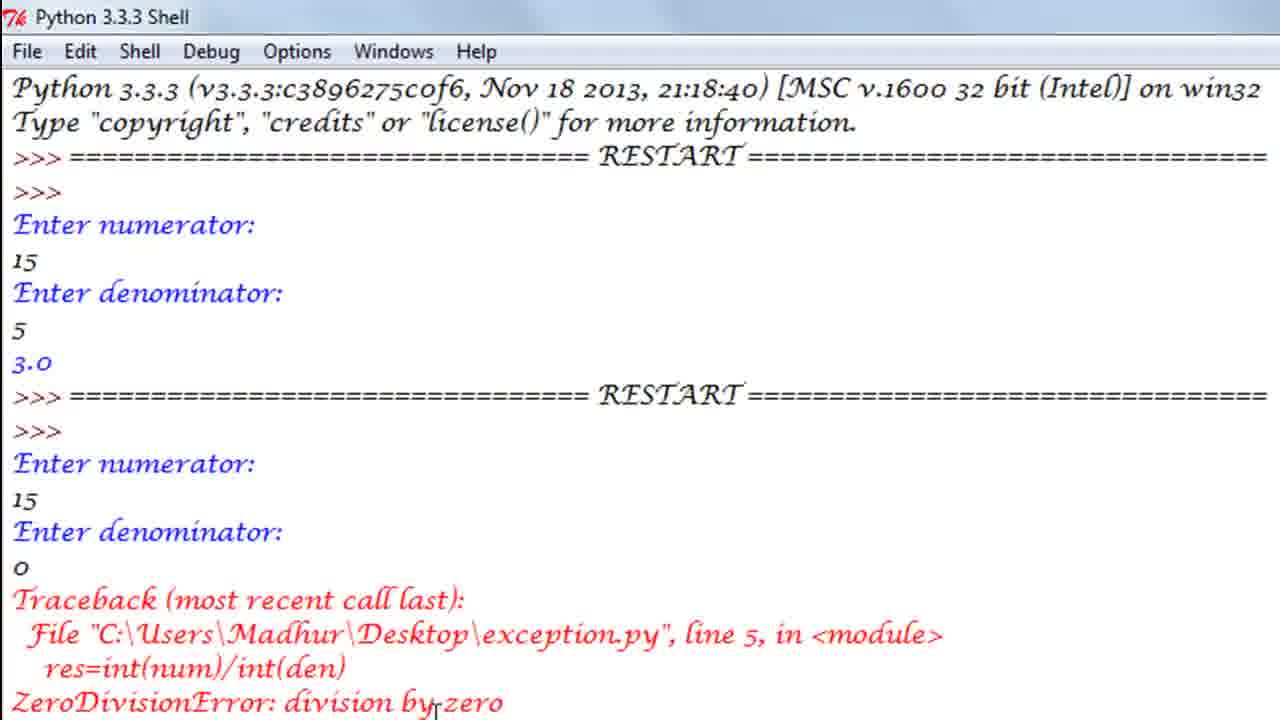 Python 3.3.3 Shell
File Edit Shell Debug Options Windows Help
Python 3.3.3 (v3.3.3:c3896275c0f6, Nov 18 2013, 21:18:40) [MSC v.1600 32 bit (Intel)] on win32
Type "copyright", "credits" or "license()" for more information.
>>> ================================ RESTART ================================
>>>
Enter numerator:
15
Enter denominator:
5
3.0
>>> ================================ RESTART ================================
>>>
Enter numerator:
15
Enter denominator:
0
Traceback (most recent call last):
  File "C:\Users\Madhur\Desktop\exception.py", line 5, in <module>
    res=int(num)/int(den)
ZeroDivisionError: division by zero